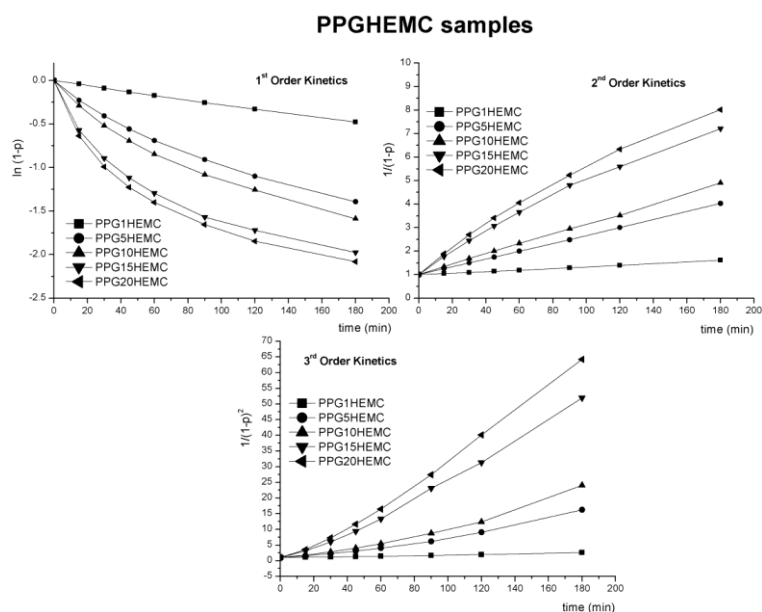 PPGHEMC samples
1st Order Kinetics
ln (1-p)
0.0
-0.5
-1.0
-1.5
-2.0
-2.5
PPG1HEMC
PPG5HEMC
PPG10HEMC
PPG15HEMC
PPG20HEMC
0 20 40 60 80 100 120 140 160 180 200
time (min)
2nd Order Kinetics
1/(1-p)
10
9
8
7
6
5
4
3
2
1
0
PPG1HEMC
PPG5HEMC
PPG10HEMC
PPG15HEMC
PPG20HEMC
0 20 40 60 80 100 120 140 160 180 200
time (min)
3rd Order Kinetics
1/(1-p)2
70
65
60
55
50
45
40
35
30
25
20
15
10
5
0
-5
PPG1HEMC
PPG5HEMC
PPG10HEMC
PPG15HEMC
PPG20HEMC
0 20 40 60 80 100 120 140 160 180 200
time (min)